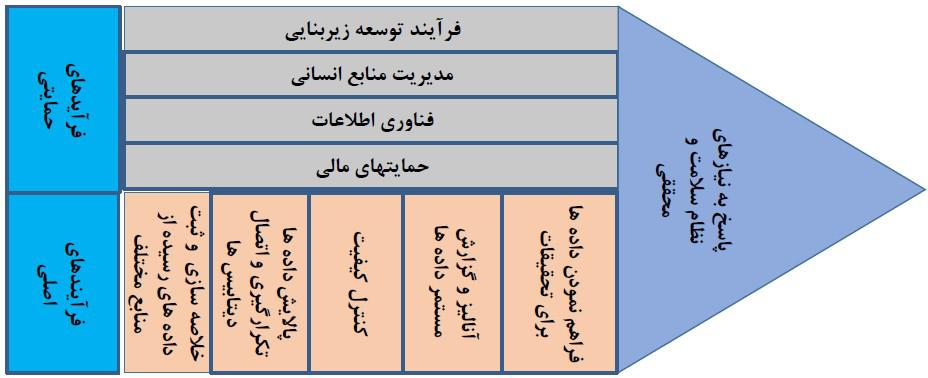 فرآیدهای
حمایتی
فرآیند توسعه زیربنایی
مدیریت منابع انسانی
فناوری اطلاعات
حمایتهای مالی
فرآیندهای
اصلی
خلاصه سازی و ثبت
داده های رسیده از
منابع مختلف
پالایش داده ها
تکرارگیری و اتصال
دیتابیس ها
کنترل کیفیت
آنالیز و گزارش
مستمر داده ها
فراهم نمودن داده ها
برای تحقیقات
پاسخ به نیازهای
نظام سلامت و
محققی